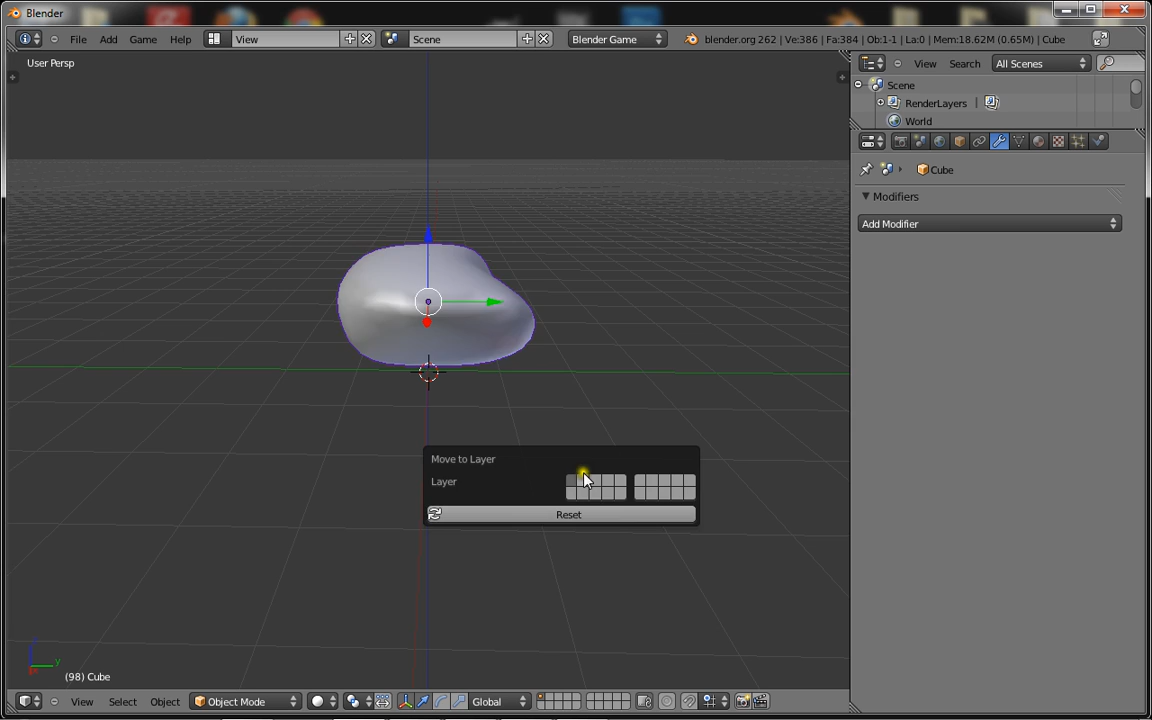 Blender
File Add Game Help View Scene Blender Game blender.org 262 | Ve:386 | Fa:384 | Ob:1-1 | La:0 | Mem:18.62M (0.65M) | Cube
User Persp
View Search All Scenes
Scene
RenderLayers
World
Cube
Modifiers
Add Modifier
Move to Layer
Layer
Reset
y
(98) Cube
View Select Object Object Mode Global